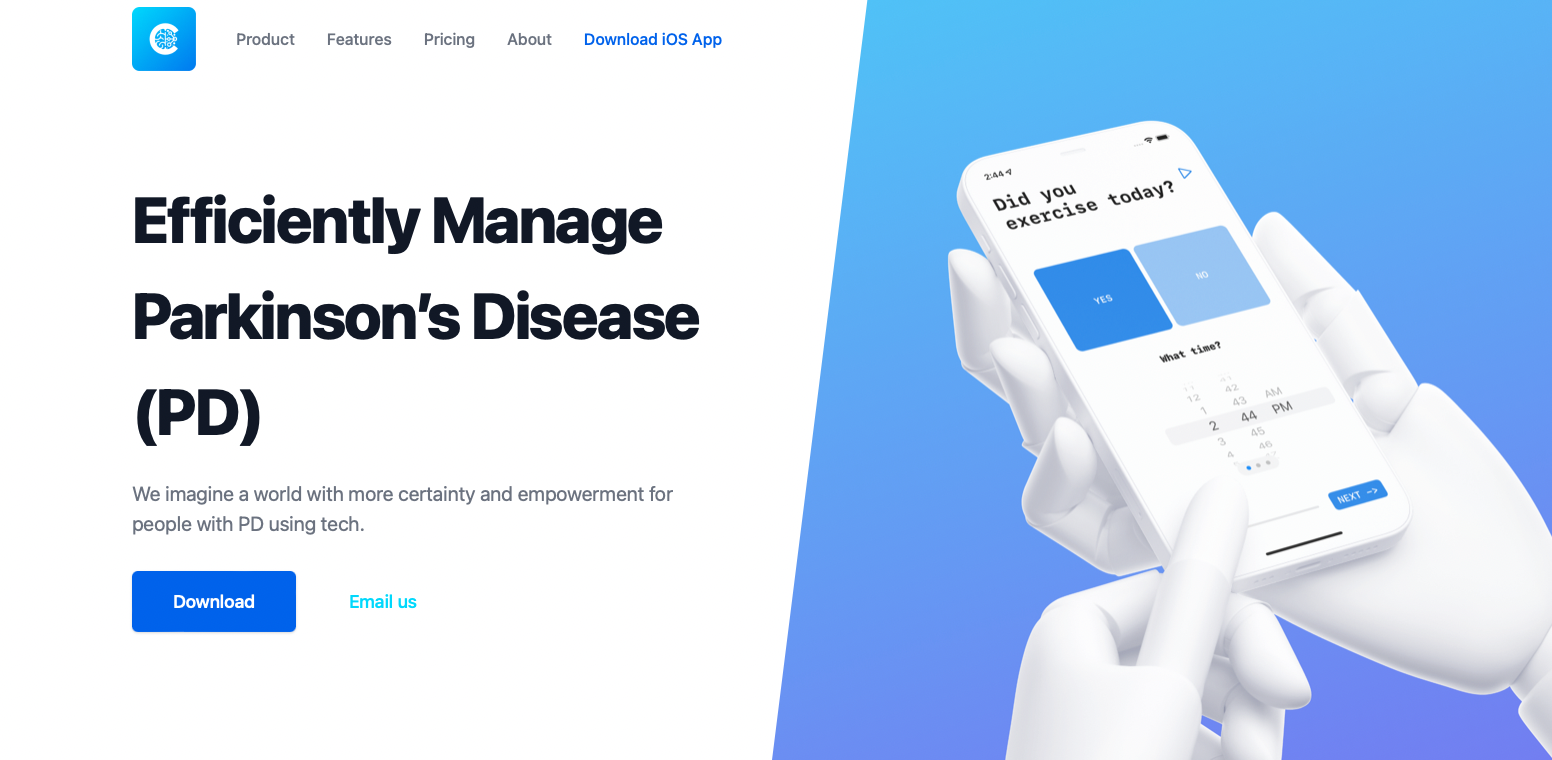 Product Features Pricing About Download iOS App
Efficiently Manage
Parkinson’s Disease
(PD)
We imagine a world with more certainty and empowerment for
people with PD using tech.
Download Email us
2:44
Did you
exercise today?
YES NO
What time?
12 42
1 43 AM
2 44 PM
3 45
4 46
NEXT ->